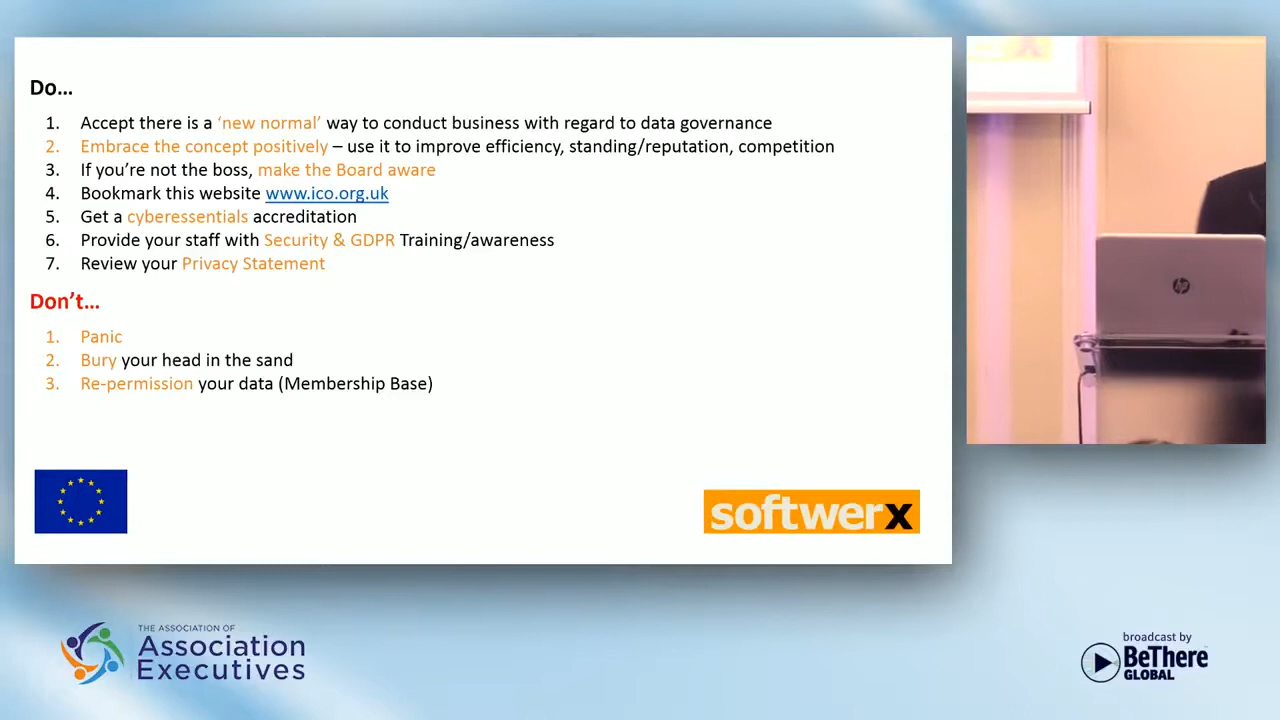 Do...
1. Accept there is a ‘new normal’ way to conduct business with regard to data governance
2. Embrace the concept positively – use it to improve efficiency, standing/reputation, competition
3. If you’re not the boss, make the Board aware
4. Bookmark this website www.ico.org.uk
5. Get a cyberessentials accreditation
6. Provide your staff with Security & GDPR Training/awareness
7. Review your Privacy Statement
Don’t...
1. Panic
2. Bury your head in the sand
3. Re-permission your data (Membership Base)
softwerx
hp
THE ASSOCIATION OF
Association
Executives
broadcast by
BeThere
GLOBAL